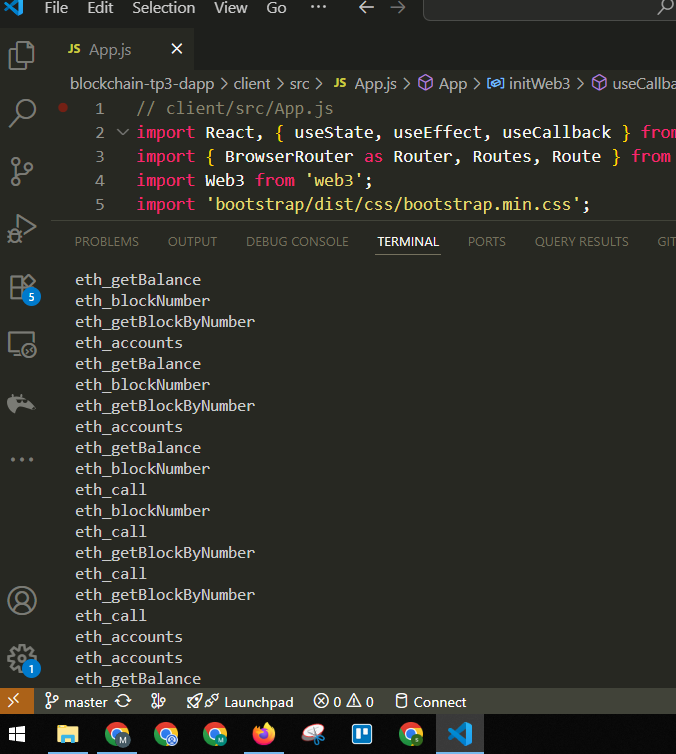 File Edit Selection View Go ···
JS App.js ×
blockchain-tp3-dapp > client > src > JS App.js > App > initWeb3 > useCallba
1 // client/src/App.js
2 import React, { useState, useEffect, useCallback } from
3 import { BrowserRouter as Router, Routes, Route } from
4 import Web3 from 'web3';
5 import 'bootstrap/dist/css/bootstrap.min.css';
PROBLEMS OUTPUT DEBUG CONSOLE TERMINAL PORTS QUERY RESULTS GIT
eth_getBalance
eth_blockNumber
eth_getBlockByNumber
eth_accounts
eth_getBalance
eth_blockNumber
eth_getBlockByNumber
eth_accounts
eth_getBalance
eth_blockNumber
eth_call
eth_blockNumber
eth_call
eth_getBlockByNumber
eth_call
eth_getBlockByNumber
eth_call
eth_accounts
eth_accounts
eth_getBalance
5
1
master 0 0 Launchpad Connect
M
M
S